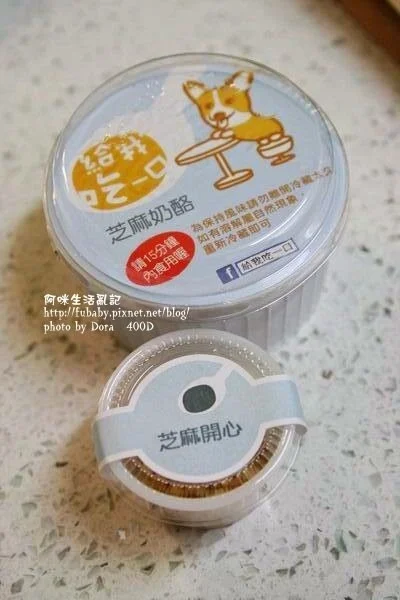 給我
吃一口
芝麻奶酪
請15分鐘
內食用喔
為保持風味請勿離開冷藏太久
如有溶解屬自然現象
重新冷藏即可
f 給我吃一口
阿咪生活亂記
http://fubaby.pixnet.net/blog/
photo by Dora 400D
芝麻開心